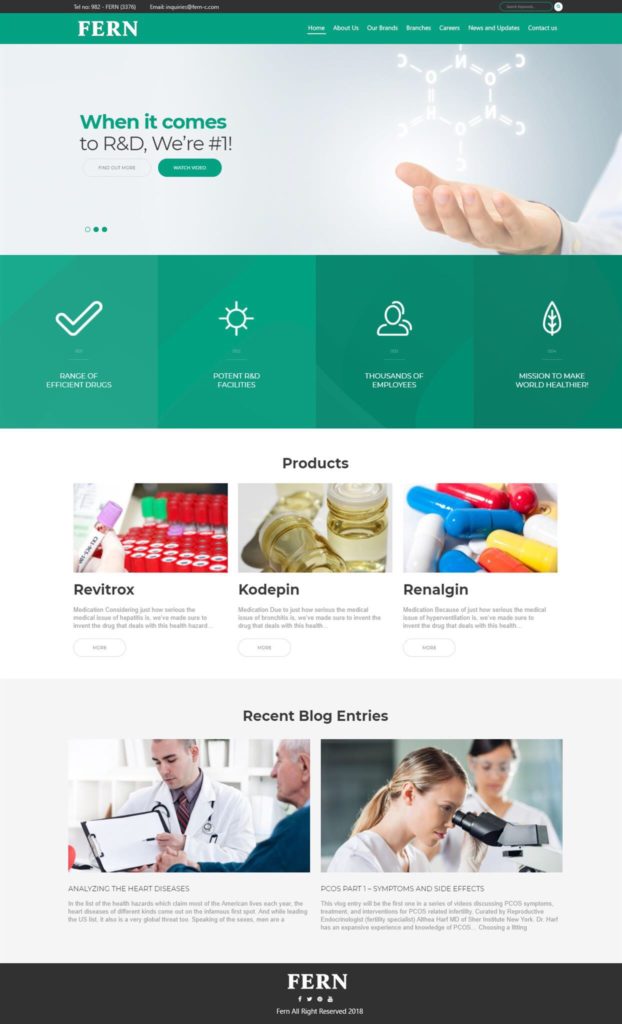 Tel no: 982 - FERN (3376) Email: inquiries@fern-c.com
Search Keywords...
FERN
Home About Us Our Brands Branches Careers News and Updates Contact us
When it comes
to R&D, We're #1!
FIND OUT MORE WATCH VIDEO
RANGE OF
EFFICIENT DRUGS
POTENT R&D
FACILITIES
THOUSANDS OF
EMPLOYEES
MISSION TO MAKE
WORLD HEALTHIER!
Products
Revitrox
Medication Considering just how serious the
medical issue of hepatitis is, we've made sure to
invent the drug that deals with this health hazard...
MORE
Kodepin
Medication Due to just how serious the medical
issue of bronchitis is, we've made sure to invent the
drug that deals with this health...
MORE
Renalgin
Medication Because of just how serious the medical
issue of hyperventilation is, we've made sure to
invent the drug that deals with this health...
MORE
Recent Blog Entries
ANALYZING THE HEART DISEASES
In the list of the health hazards which claim most of the American lives each year, the
heart diseases of different kinds come out on the infamous first spot. And while leading
the US list, it also is a very global threat too. Speaking of the sexes, men are a
PCOS PART 1 – SYMPTOMS AND SIDE EFFECTS
This vlog entry will be the first one in a series of videos discussing PCOS symptoms,
treatment, and interventions for PCOS related infertility. Curated by Reproductive
Endocrinologist (fertility specialist) Althea Harf MD of Sher Institute New York. Dr. Harf
has an expansive experience and knowledge of PCOS... Choosing a fitting
FERN
Fern All Right Reserved 2018